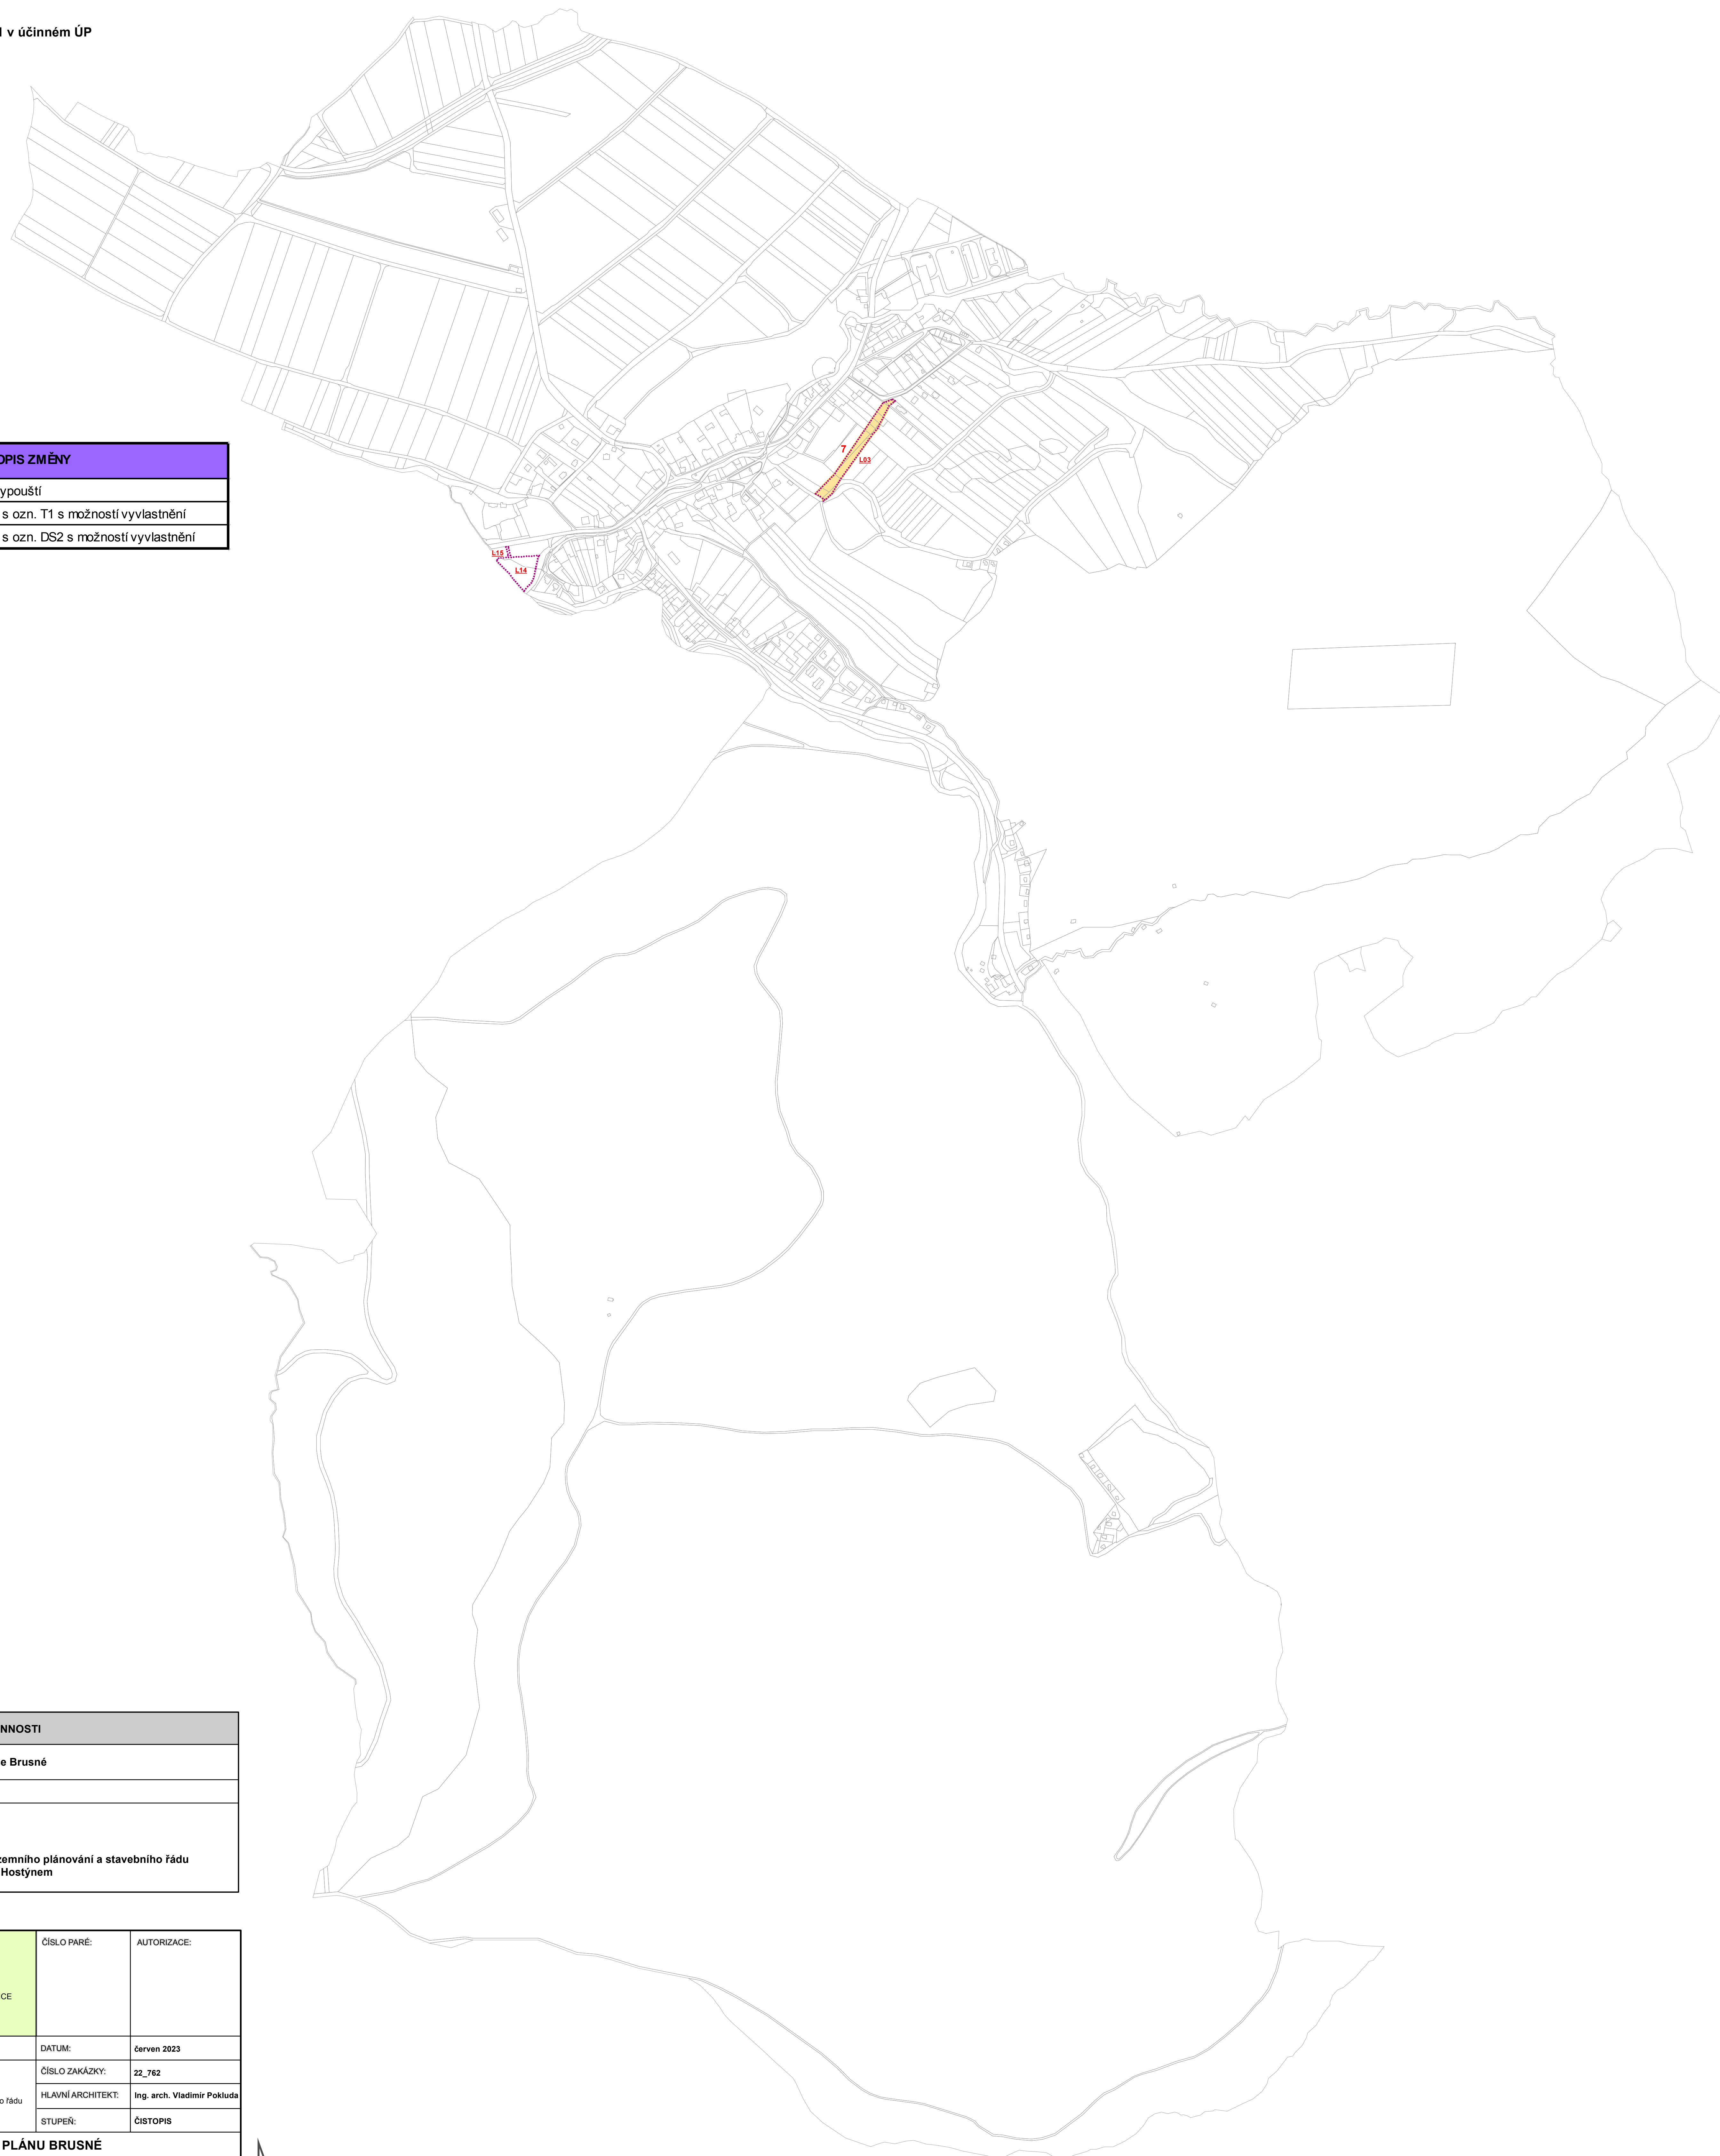 v účinném ÚP
OPIS ZMĚNY
ypouští
s ozn. T1 s možností vyvlastnění
s ozn. DS2 s možností vyvlastnění
7
L03
L15
L14
NNOSTI
e Brusné
zemního plánování a stavebního řádu
Hostýnem
ČÍSLO PARÉ:
AUTORIZACE:
CE
DATUM:
červen 2023
ČÍSLO ZAKÁZKY:
22_762
o řádu
HLAVNÍ ARCHITEKT:
Ing. arch. Vladimír Pokluda
STUPEŇ:
ČISTOPIS
PLÁNU BRUSNÉ